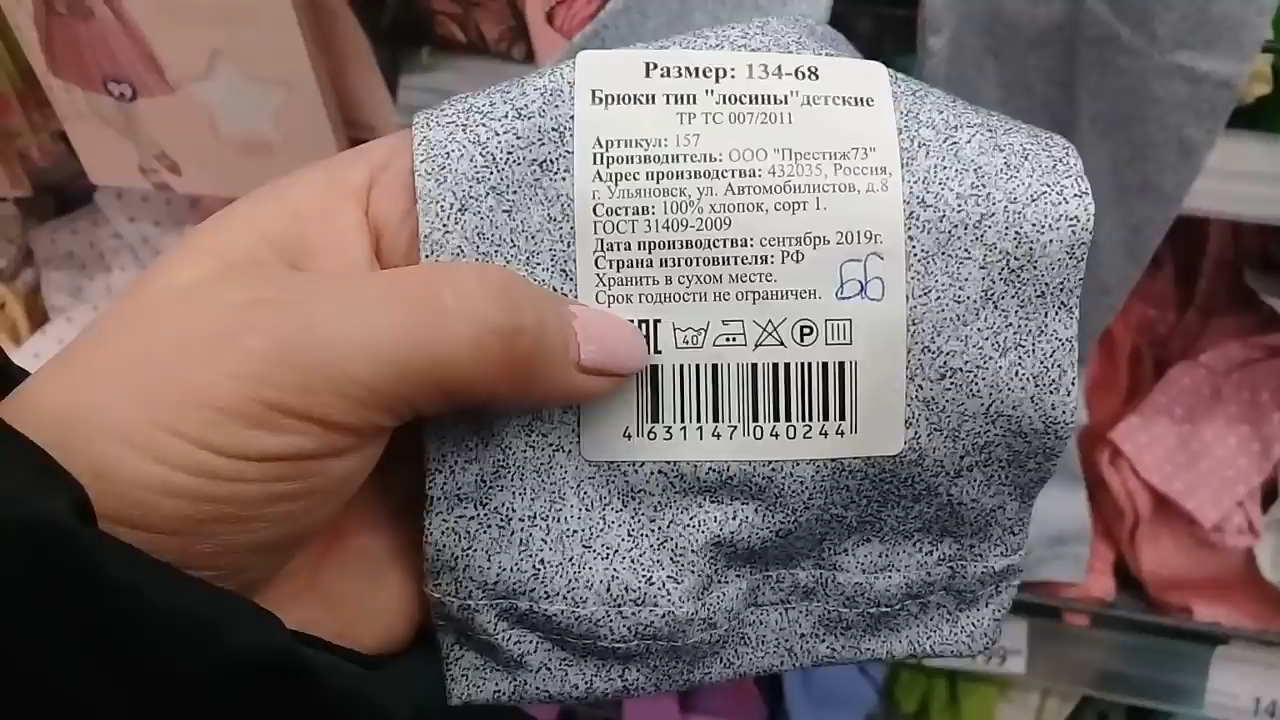 Размер: 134-68
Брюки тип "лосины"детские
ТР ТС 007/2011
Артикул: 157
Производитель: ООО "Престиж73"
Адрес производства: 432035, Россия,
г. Ульяновск, ул. Автомобилистов, д.8
Состав: 100% хлопок, сорт 1.
ГОСТ 31409-2009
Дата производства: сентябрь 2019г.
Страна изготовителя: РФ
Хранить в сухом месте.
Срок годности не ограничен.
40 P
4 631147 040244